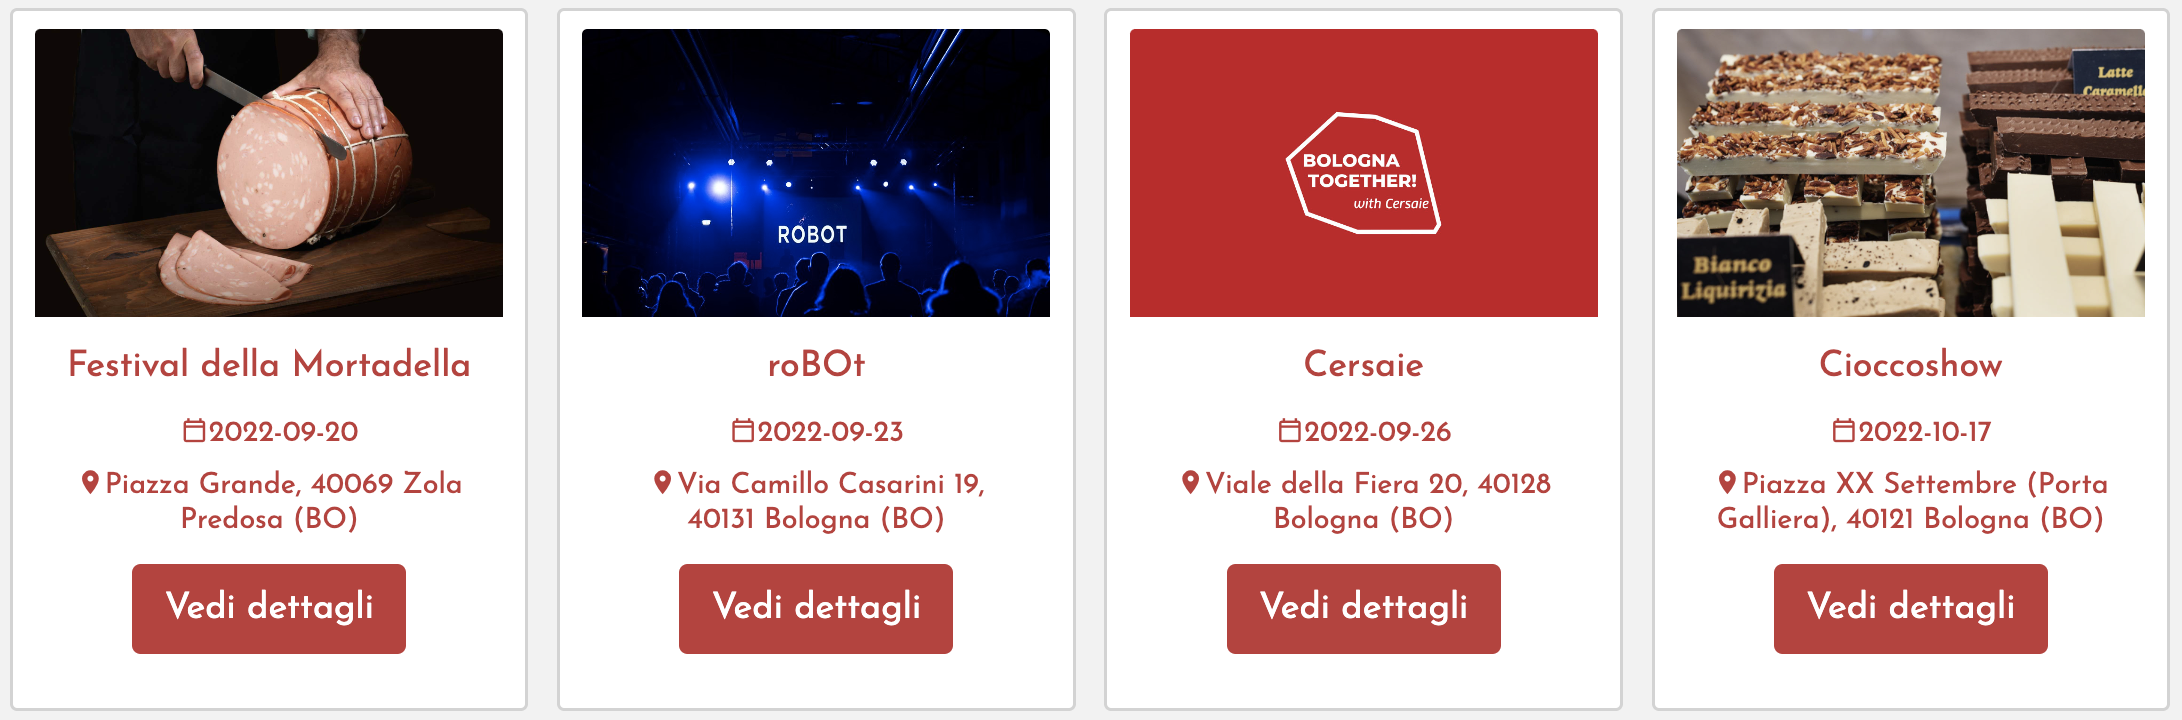 Latte
Caramello
ROBOT
BOLOGNA
TOGETHER!
with Cersaie
Bianco
Liquirizia
Festival della Mortadella
2022-09-20
Piazza Grande, 40069 Zola
Predosa (BO)
Vedi dettagli
roBOt
2022-09-23
Via Camillo Casarini 19,
40131 Bologna (BO)
Vedi dettagli
Cersaie
2022-09-26
Viale della Fiera 20, 40128
Bologna (BO)
Vedi dettagli
Cioccoshow
2022-10-17
Piazza XX Settembre (Porta
Galliera), 40121 Bologna (BO)
Vedi dettagli